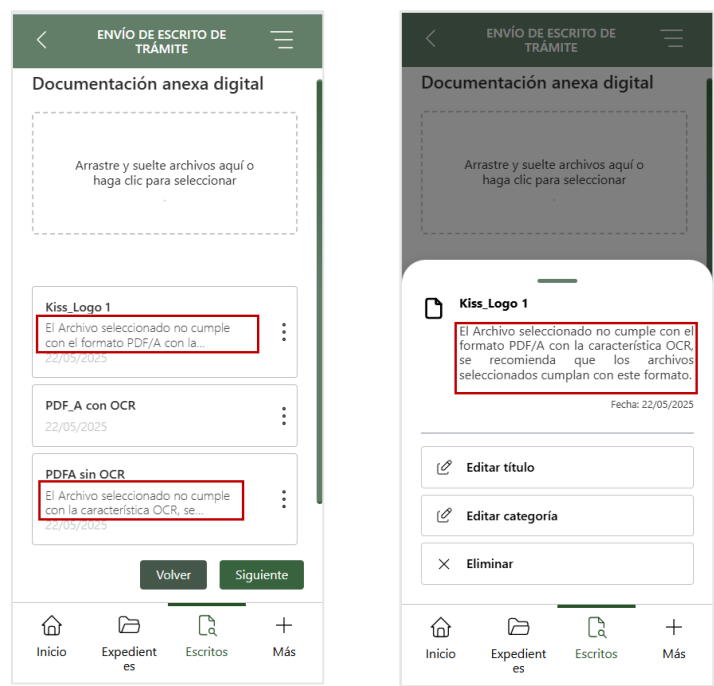 ENVÍO DE ESCRITO DE
TRÁMITE
Documentación anexa digital
Arrastre y suelte archivos aquí o
haga clic para seleccionar
Kiss_Logo 1
El Archivo seleccionado no cumple
con el formato PDF/A con la...
22/05/2025
PDF_A con OCR
22/05/2025
PDFA sin OCR
El Archivo seleccionado no cumple
con la característica OCR, se...
22/05/2025
Volver
Siguiente
Inicio
Expedient
es
Escritos
Más
ENVÍO DE ESCRITO DE
TRÁMITE
Documentación anexa digital
Arrastre y suelte archivos aquí o
haga clic para seleccionar
Kiss_Logo 1
El Archivo seleccionado no cumple con el
formato PDF/A con la característica OCR,
se recomienda que los archivos
seleccionados cumplan con este formato.
Fecha: 22/05/2025
Editar título
Editar categoría
Eliminar
Inicio
Expedient
es
Escritos
Más